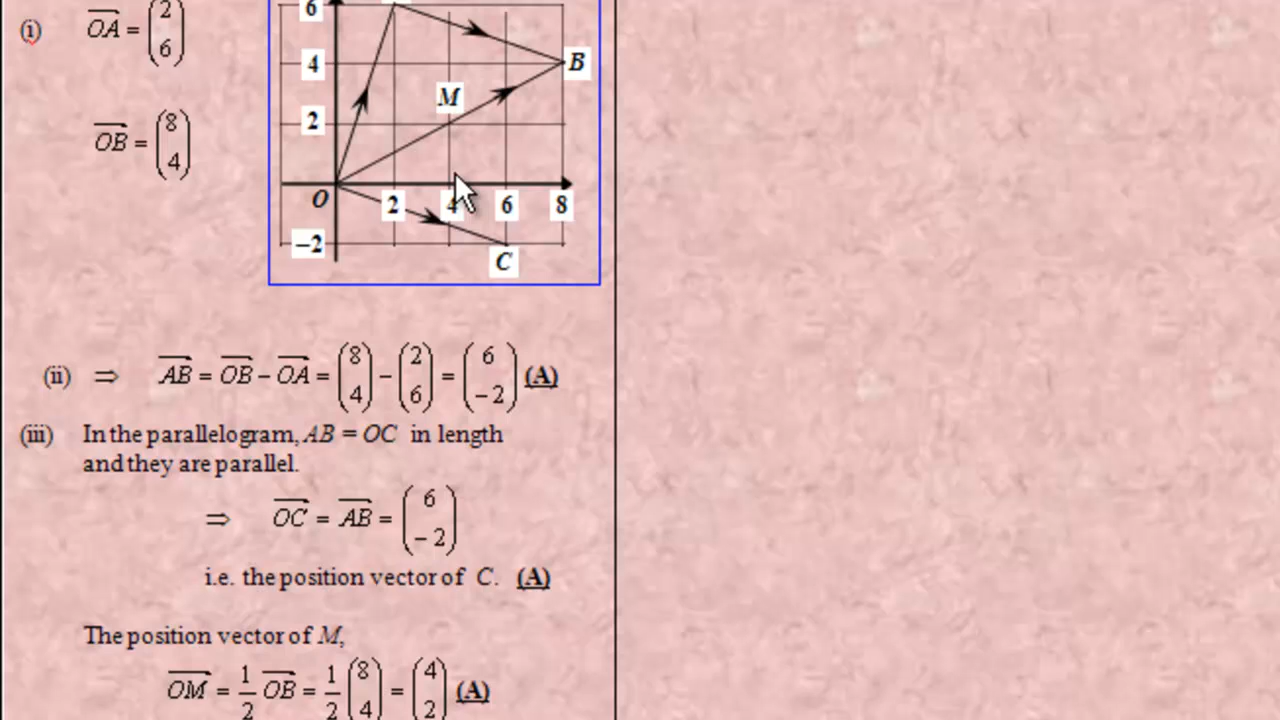 (i) OA = (2 6)
6
4
B
M
OB = (8 4)
2
O
2 4 6 8
–2
C
(ii) ⇒ AB = OB – OA = (8 4) – (2 6) = (6 –2) (A)
(iii) In the parallelogram, AB = OC in length
and they are parallel.
⇒ OC = AB = (6 –2)
i.e. the position vector of C. (A)
The position vector of M,
OM = 1/2 OB = 1/2 (8 4) = (4 2) (A)